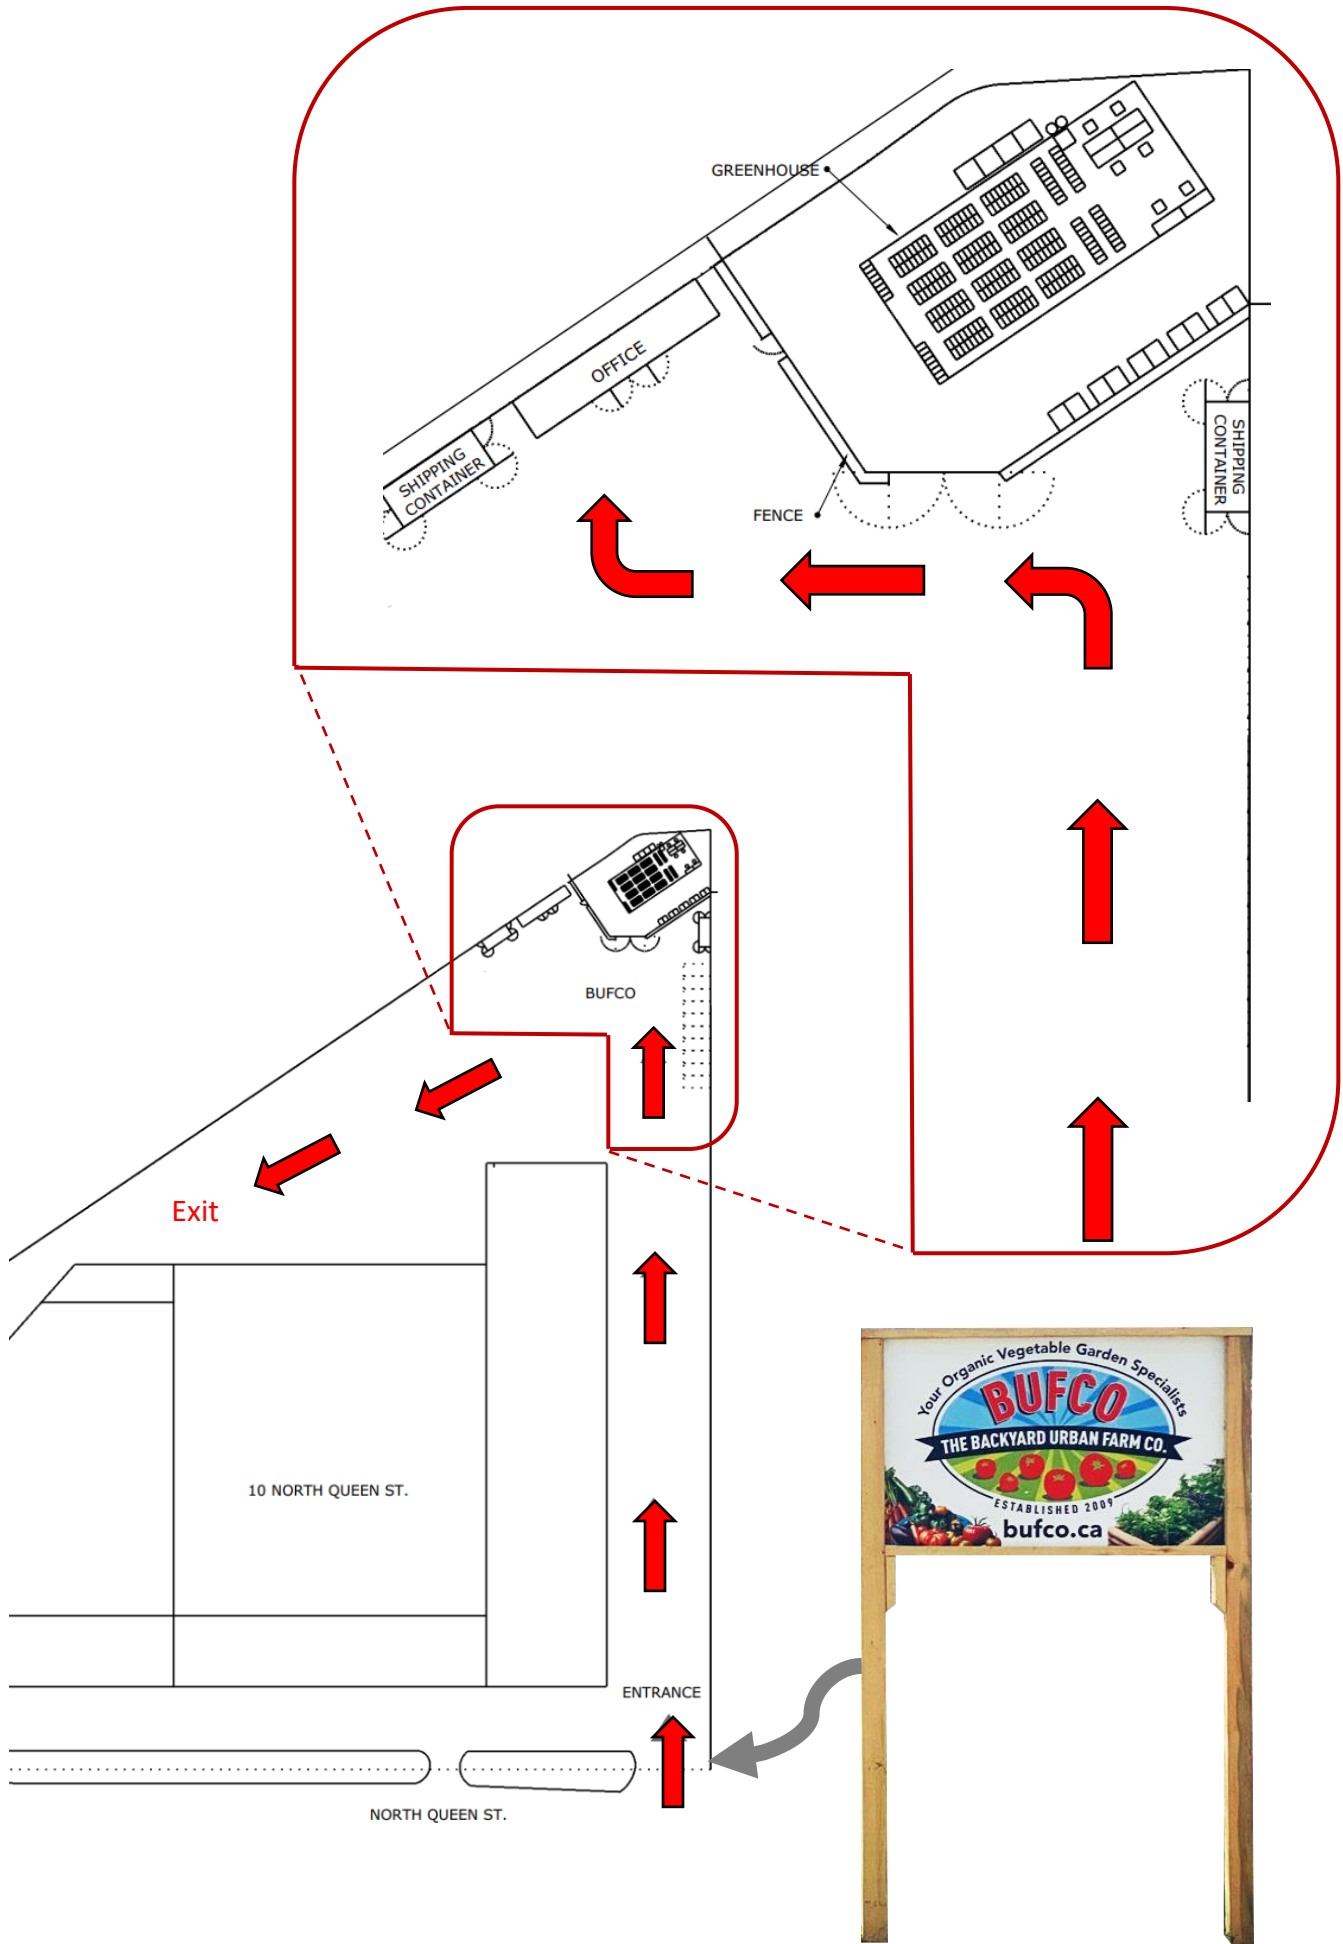 GREENHOUSE
OFFICE
SHIPPING
CONTAINER
SHIPPING
CONTAINER
FENCE
BUFCO
Exit
10 NORTH QUEEN ST.
ENTRANCE
NORTH QUEEN ST.
Your Organic Vegetable Garden Specialists
BUFCO
THE BACKYARD URBAN FARM CO.
ESTABLISHED 2009
bufco.ca